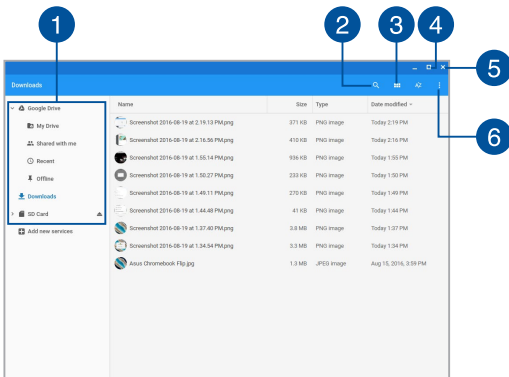 1 2 3 4
5
Downloads AZ
6
Google Drive
My Drive
Shared with me
Recent
Offline
Downloads
SD Card
Add new services
Name Size Type Date modified
Screenshot 2016-08-19 at 2.19.13 PM.png 371 KB PNG image Today 2:19 PM
Screenshot 2016-08-19 at 2.16.56 PM.png 410 KB PNG image Today 2:16 PM
Screenshot 2016-08-19 at 1.55.14 PM.png 936 KB PNG image Today 1:55 PM
Screenshot 2016-08-19 at 1.50.27 PM.png 233 KB PNG image Today 1:50 PM
Screenshot 2016-08-19 at 1.49.11 PM.png 270 KB PNG image Today 1:49 PM
Screenshot 2016-08-19 at 1.44.48 PM.png 41 KB PNG image Today 1:44 PM
Screenshot 2016-08-19 at 1.37.40 PM.png 3.8 MB PNG image Today 1:37 PM
Screenshot 2016-08-19 at 1.34.54 PM.png 3.3 MB PNG image Today 1:34 PM
Asus Chromebook Flip.jpg 1.3 MB JPEG image Aug 15, 2016, 3:59 PM